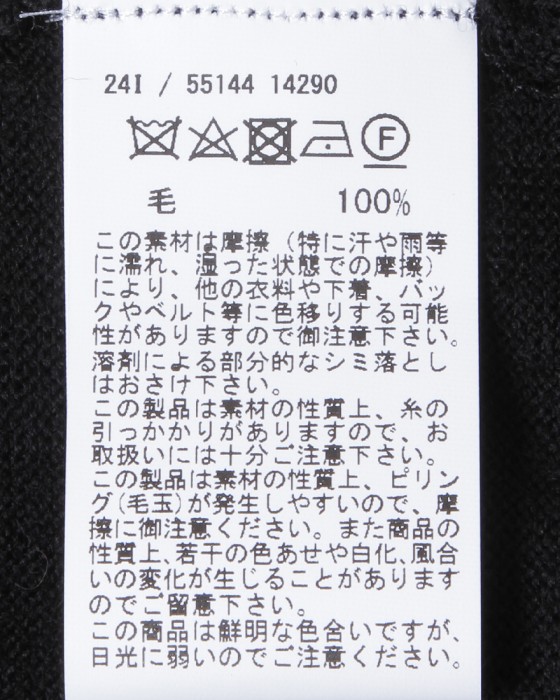 24I / 55144 14290
F
毛 100%
この素材は摩擦（特に汗や雨等
に濡れ、湿った状態での摩擦）
により、他の衣料や下着、バッ
クやベルト等に色移りする可能
性がありますので御注意下さい。
溶剤による部分的なシミ落とし
はおさけ下さい。
この製品は素材の性質上、糸の
引っかかりがありますので、お
取扱いには十分ご注意下さい。
この製品は素材の性質上、ピリン
グ(毛玉)が発生しやすいので、摩
擦に御注意ください。また商品の
性質上、若干の色あせや白化、風合
いの変化が生じることがあります
のでご留意下さい。
この商品は鮮明な色合いですが、
日光に弱いのでご注意下さい。